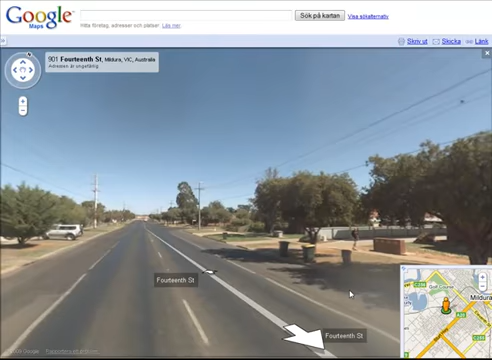 Google
Maps
Sök på kartan
Visa sökalternativ
Hitta företag, adresser och platser
Läs mer
Skriv ut
Skicka
Länk
901 Fourteenth St, Mildura, VIC, Australia
Adressen är ungefärlig
N
Fourteenth St
Fourteenth St
Mildura